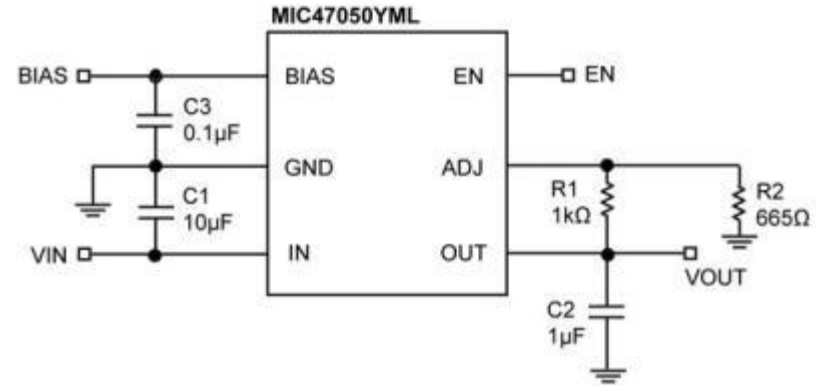 MIC47050YML
BIAS
BIAS
EN
EN
C3
0.1µF
GND
ADJ
C1
10µF
R1
1kΩ
R2
665Ω
VIN
IN
OUT
VOUT
C2
1µF